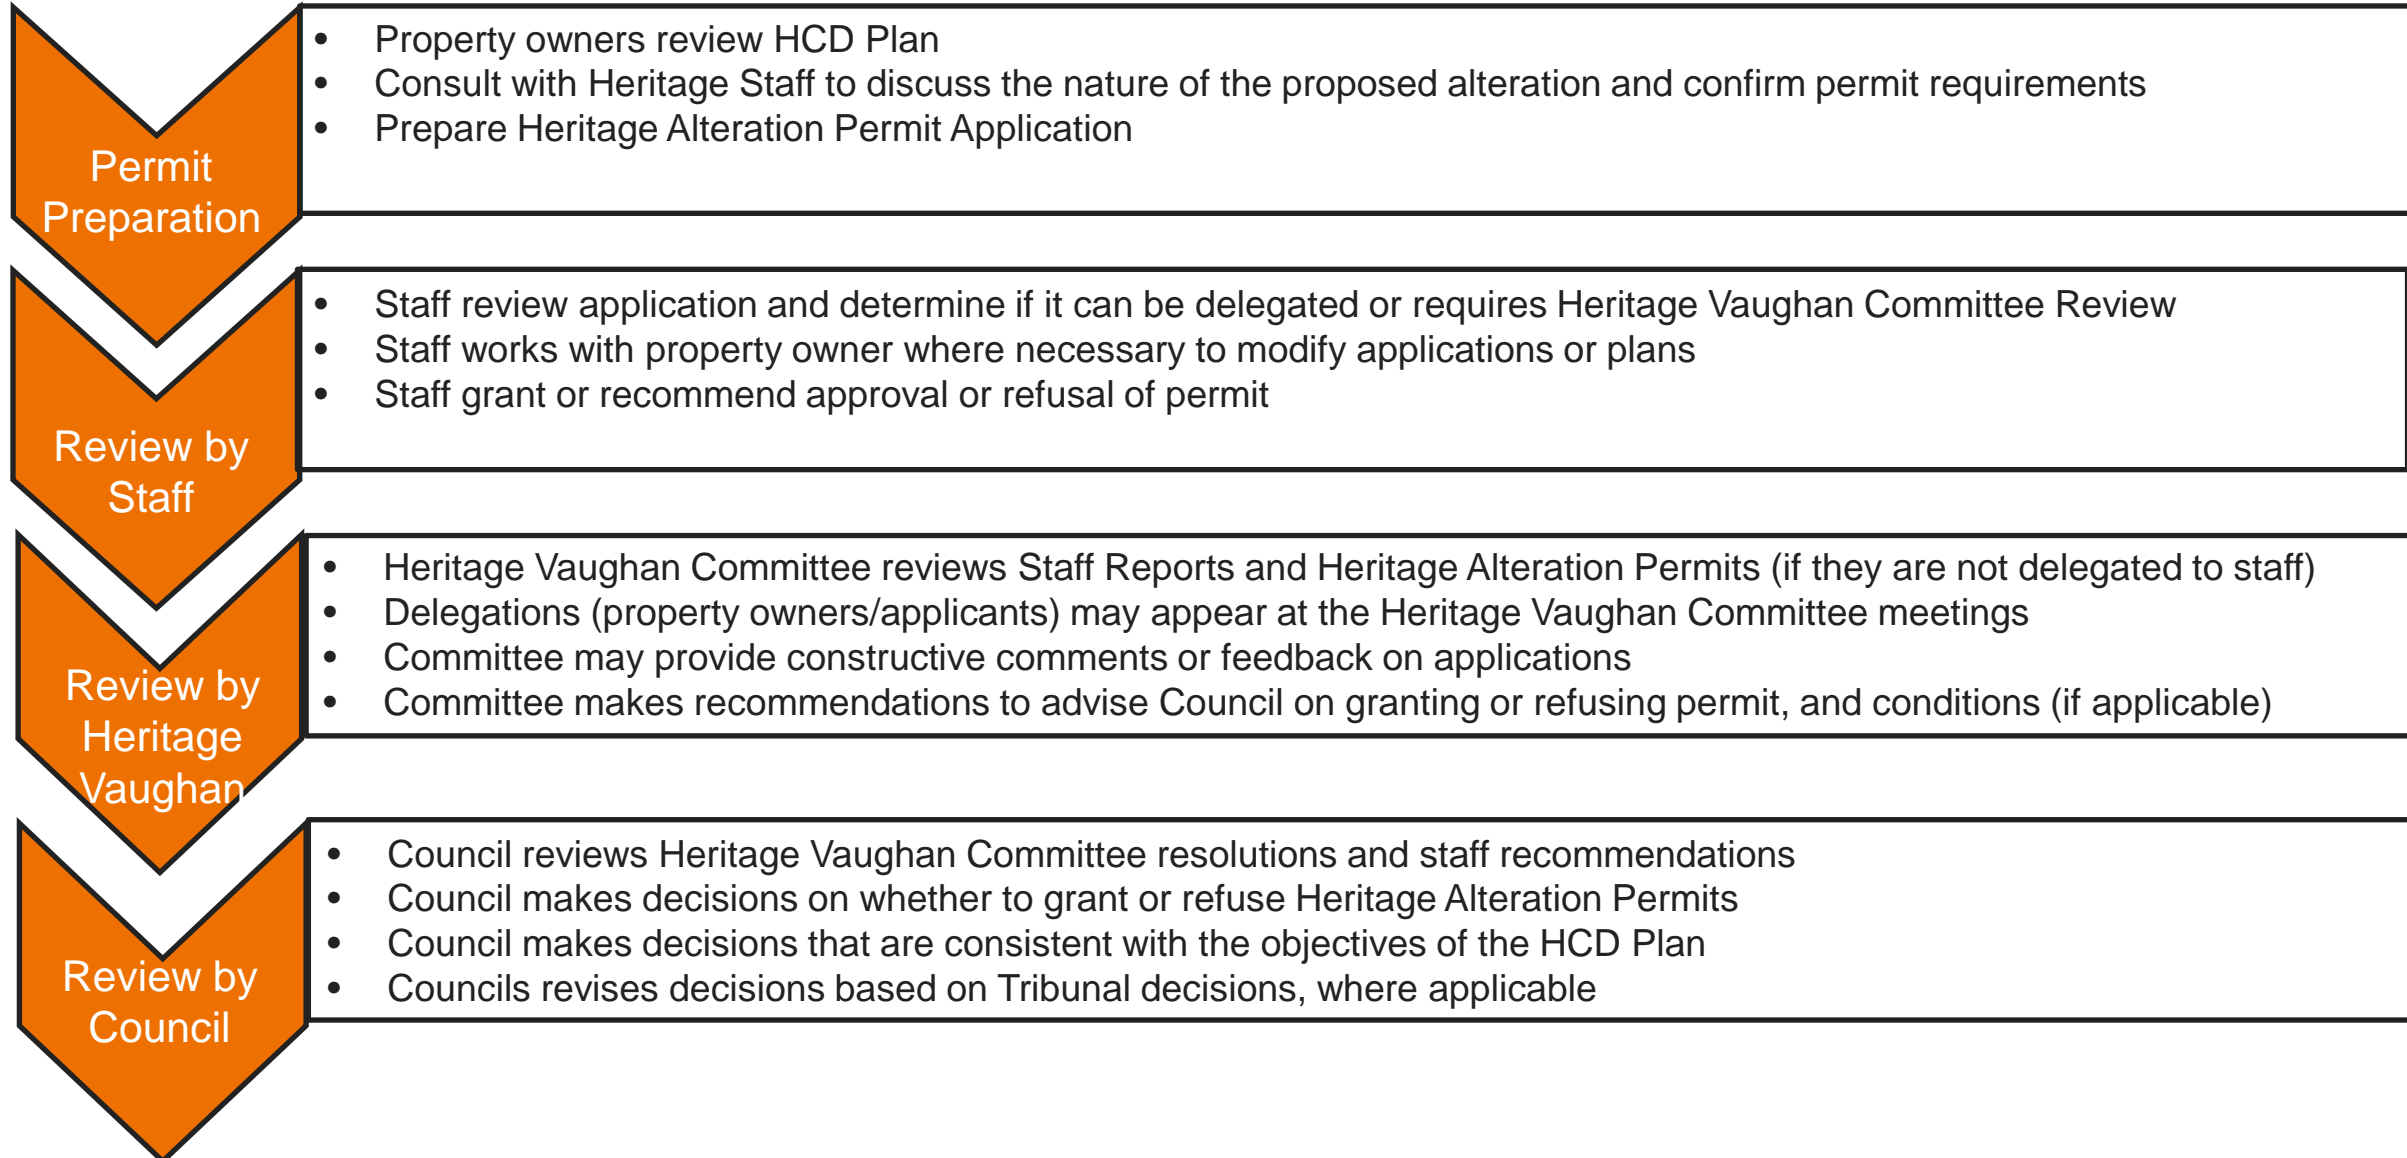 Permit
Preparation
• Property owners review HCD Plan
• Consult with Heritage Staff to discuss the nature of the proposed alteration and confirm permit requirements
• Prepare Heritage Alteration Permit Application
Review by
Staff
• Staff review application and determine if it can be delegated or requires Heritage Vaughan Committee Review
• Staff works with property owner where necessary to modify applications or plans
• Staff grant or recommend approval or refusal of permit
Review by
Heritage
Vaughan
• Heritage Vaughan Committee reviews Staff Reports and Heritage Alteration Permits (if they are not delegated to staff)
• Delegations (property owners/applicants) may appear at the Heritage Vaughan Committee meetings
• Committee may provide constructive comments or feedback on applications
• Committee makes recommendations to advise Council on granting or refusing permit, and conditions (if applicable)
Review by
Council
• Council reviews Heritage Vaughan Committee resolutions and staff recommendations
• Council makes decisions on whether to grant or refuse Heritage Alteration Permits
• Council makes decisions that are consistent with the objectives of the HCD Plan
• Councils revises decisions based on Tribunal decisions, where applicable